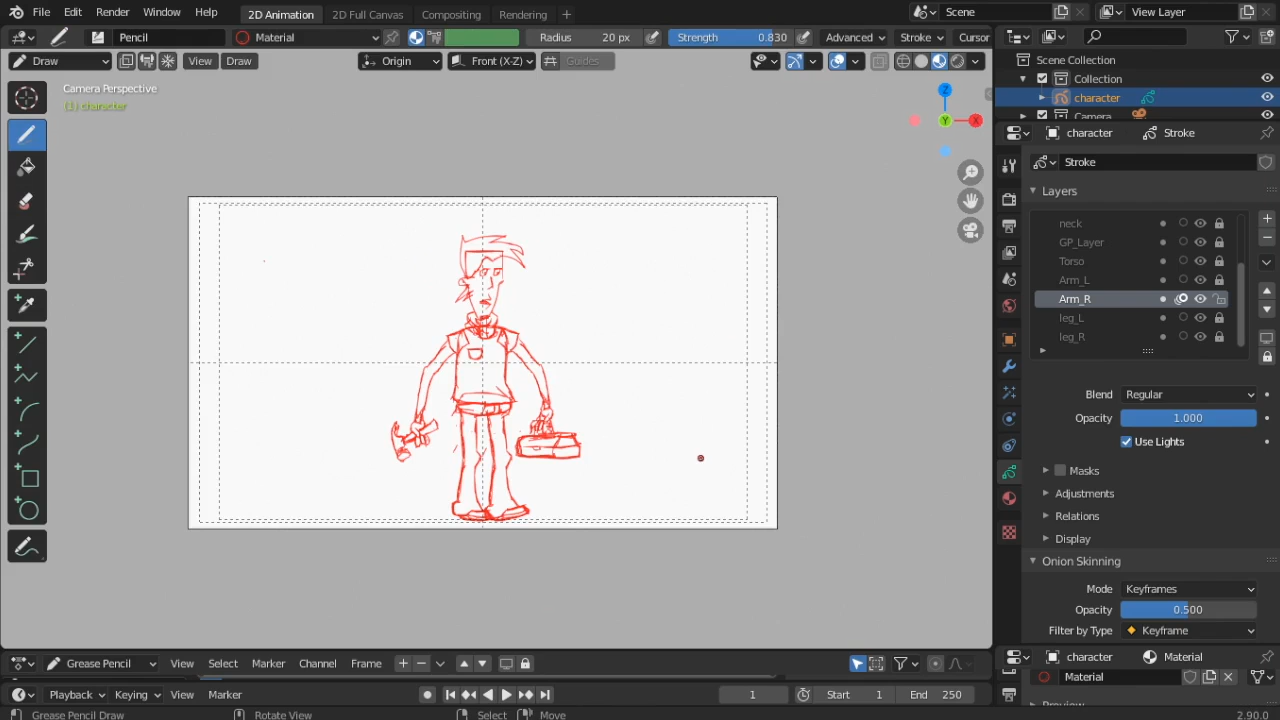 File Edit Render Window Help 2D Animation 2D Full Canvas Compositing Rendering Scene View Layer
Pencil Material Radius 20 px Strength 0.830 Advanced Stroke Cursor
Draw View Draw Origin Front (X-Z) Guides
Camera Perspective
(1) character
Z
Y X
Scene Collection
Collection
character
Camera
character Stroke
Stroke
Layers
neck
GP_Layer
Torso
Arm_L
Arm_R
leg_L
leg_R
Blend Regular
Opacity 1.000
Use Lights
Masks
Adjustments
Relations
Display
Onion Skinning
Mode Keyframes
Opacity 0.500
Filter by Type Keyframe
Grease Pencil View Select Marker Channel Frame
character Material
Material
Playback Keying View Marker 1 Start 1 End 250
Grease Pencil Draw Rotate View Select Move 2.90.0